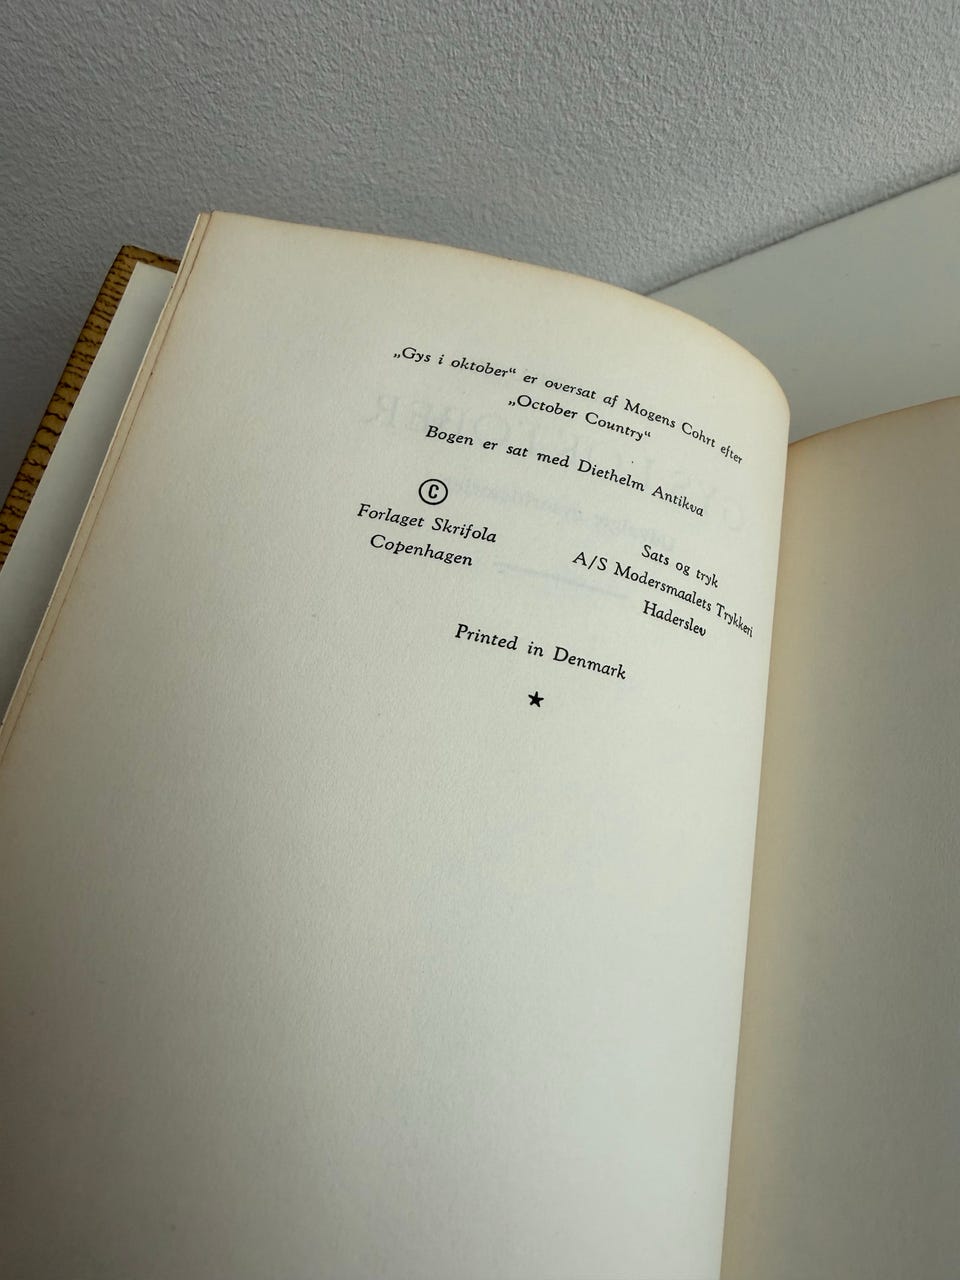 „Gys i oktober“ er oversat af Mogens Cohrt efter
„October Country“
Bogen er sat med Diethelm Antikva
©
Forlaget Skrifola
Copenhagen
Sats og tryk
A/S Modersmaalets Trykkeri
Haderslev
Printed in Denmark